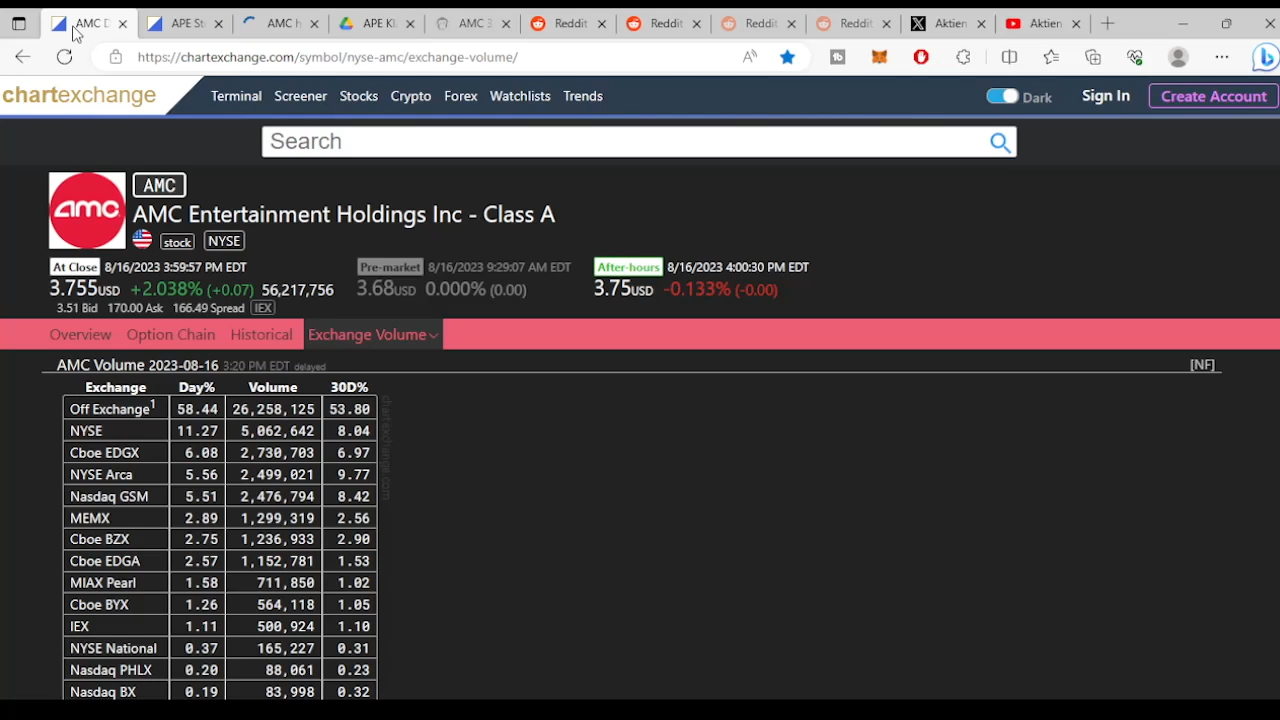 AMC D
APE St
AMC h
APE KL
AMC 3
Reddit
Reddit
Reddit
Reddit
Aktien
Aktien
https://chartexchange.com/symbol/nyse-amc/exchange-volume/
chartexchange
Terminal Screener Stocks Crypto Forex Watchlists Trends
Dark
Sign In
Create Account
Search
amc
AMC
AMC Entertainment Holdings Inc - Class A
stock NYSE
At Close 8/16/2023 3:59:57 PM EDT
Pre-market 8/16/2023 9:29:07 AM EDT
After-hours 8/16/2023 4:00:30 PM EDT
3.755USD +2.038% (+0.07) 56,217,756
3.68USD 0.000% (0.00)
3.75USD -0.133% (-0.00)
3.51 Bid 170.00 Ask 166.49 Spread IEX
Overview Option Chain Historical Exchange Volume
AMC Volume 2023-08-16 3:20 PM EDT delayed
[NF]
Exchange Day% Volume 30D%
Off Exchange1 58.44 26,258,125 53.80
NYSE 11.27 5,062,642 8.04
Cboe EDGX 6.08 2,730,703 6.97
NYSE Arca 5.56 2,499,021 9.77
Nasdaq GSM 5.51 2,476,794 8.42
MEMX 2.89 1,299,319 2.56
Cboe BZX 2.75 1,236,933 2.90
Cboe EDGA 2.57 1,152,781 1.53
MIAX Pearl 1.58 711,850 1.02
Cboe BYX 1.26 564,118 1.05
IEX 1.11 500,924 1.10
NYSE National 0.37 165,227 0.31
Nasdaq PHLX 0.20 88,061 0.23
Nasdaq BX 0.19 83,998 0.32
chartexchange.com